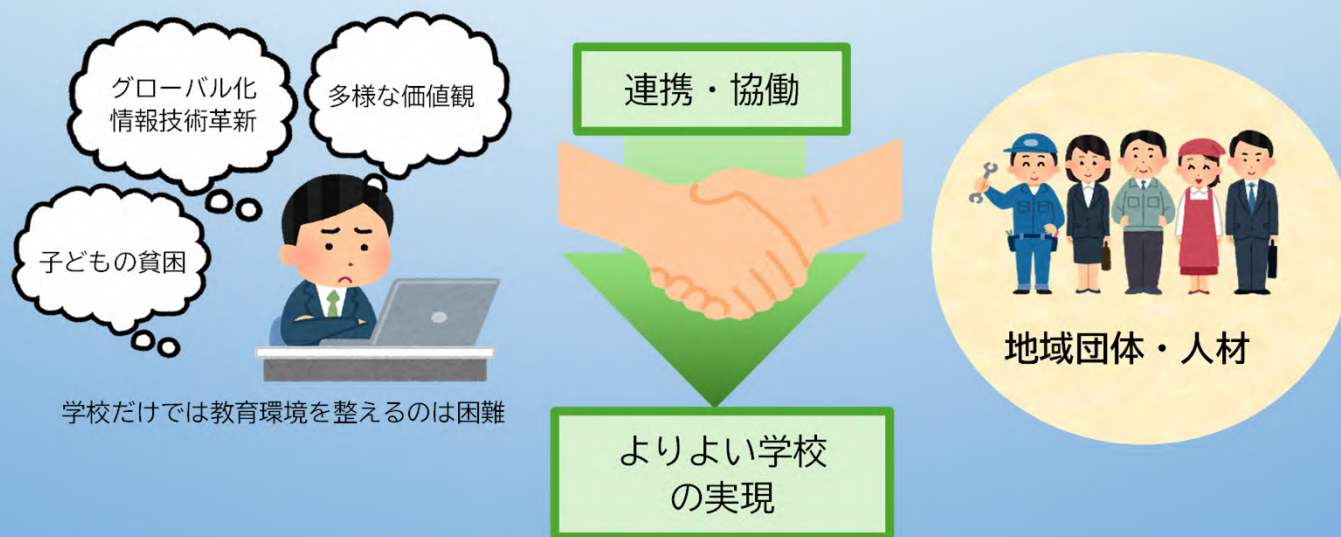 グローバル化
情報技術革新
多様な価値観
子どもの貧困
学校だけでは教育環境を整えるのは困難
連携・協働
よりよい学校
の実現
地域団体・人材